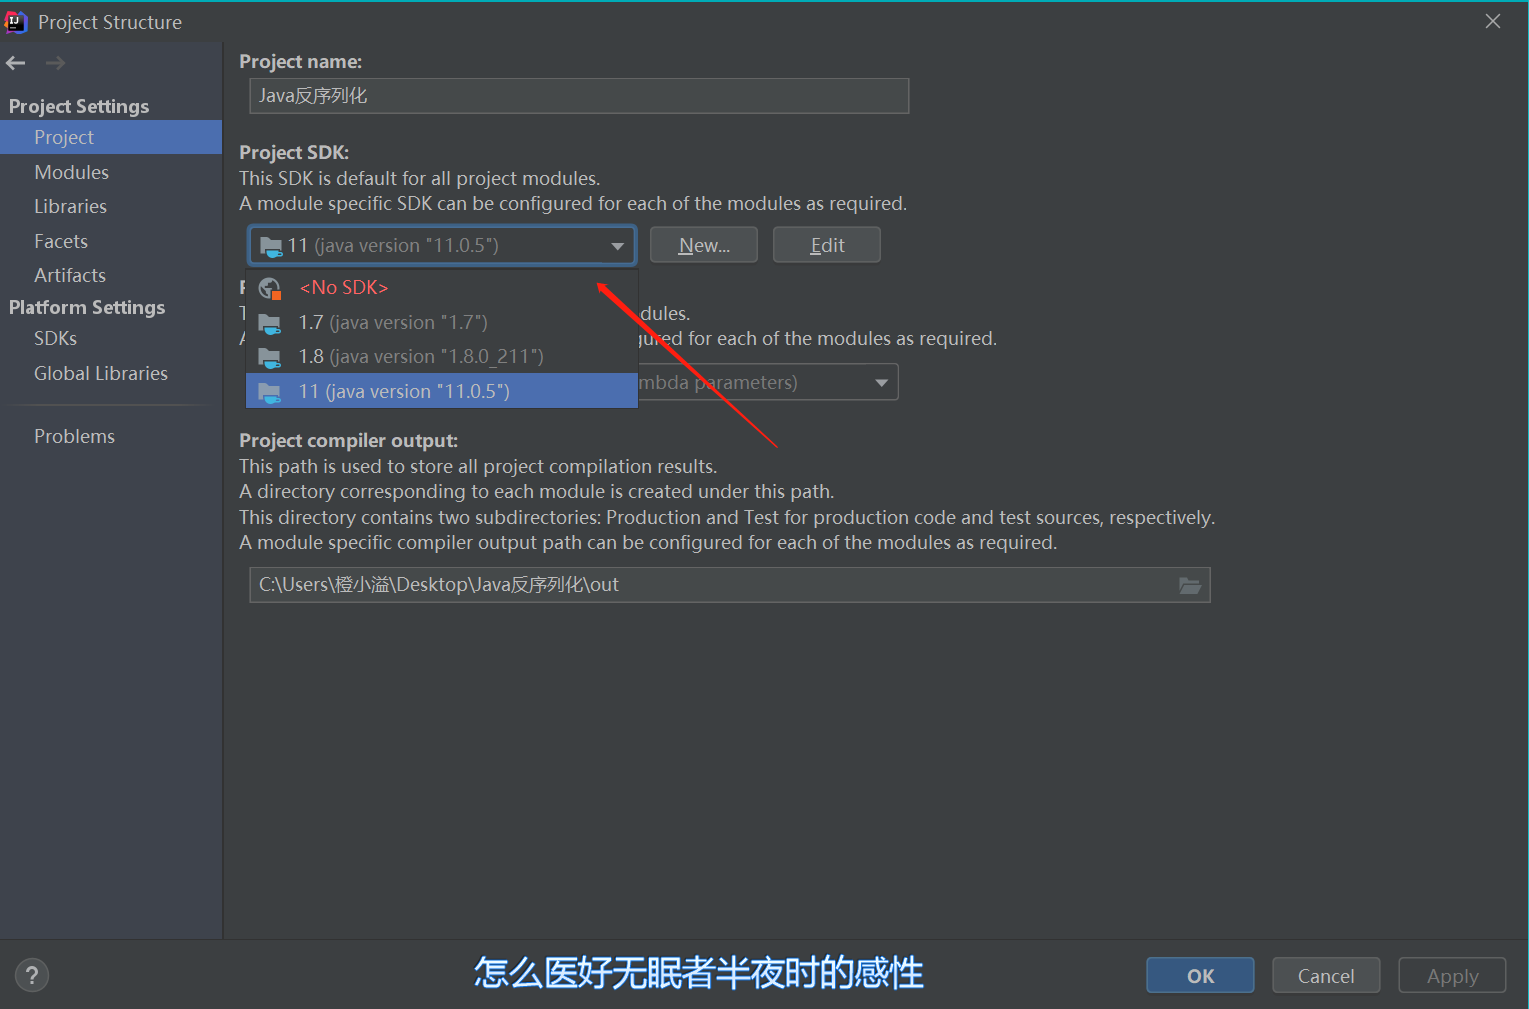 Project Structure
Project Settings
Project
Modules
Libraries
Facets
Artifacts
Platform Settings
SDKs
Global Libraries
Problems
Project name:
Java反序列化
Project SDK:
This SDK is default for all project modules.
A module specific SDK can be configured for each of the modules as required.
11 (java version "11.0.5")
New...
Edit
<No SDK>
1.7 (java version "1.7")
1.8 (java version "1.8.0_211")
11 (java version "11.0.5")
dules.
gured for each of the modules as required.
mbda parameters)
Project compiler output:
This path is used to store all project compilation results.
A directory corresponding to each module is created under this path.
This directory contains two subdirectories: Production and Test for production code and test sources, respectively.
A module specific compiler output path can be configured for each of the modules as required.
C:\Users\橙小溢\Desktop\Java反序列化\out
?
怎么医好无眠者半夜时的感性
OK
Cancel
Apply